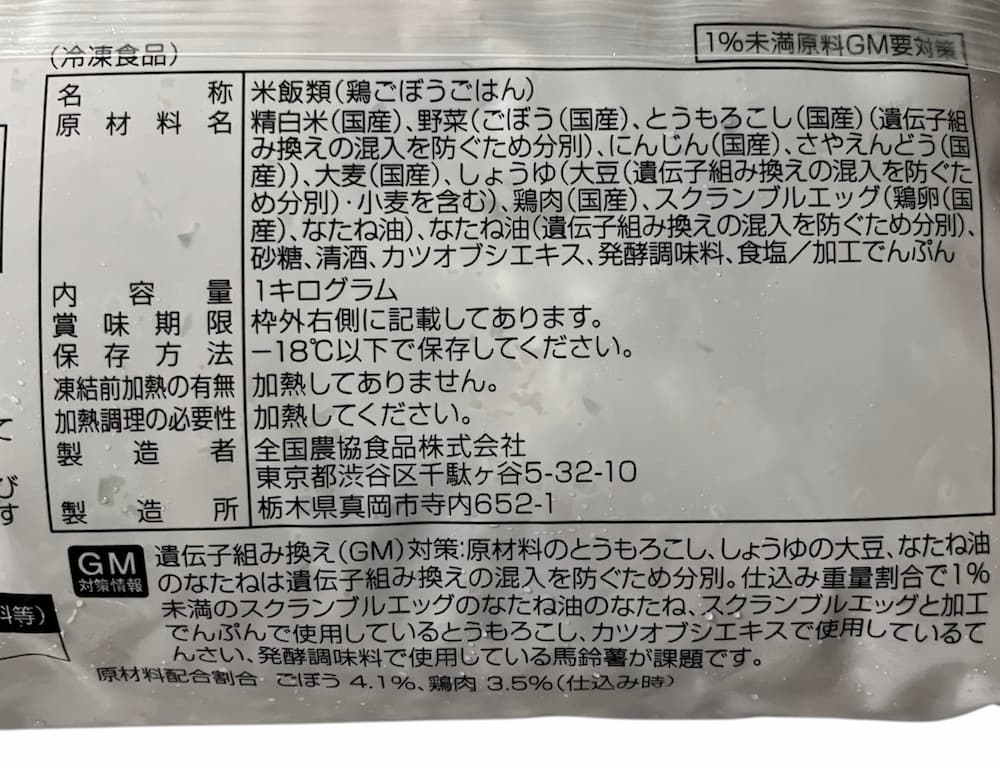 (冷凍食品)
1%未満原料GM要対策
名称 米飯類(鶏ごぼうごはん)
原材料名 精白米(国産)、野菜(ごぼう(国産)、とうもろこし(国産)(遺伝子組
み換えの混入を防ぐため分別)、にんじん(国産)、さやえんどう(国
産))、大麦(国産)、しょうゆ(大豆(遺伝子組み換えの混入を防ぐた
め分別)・小麦を含む)、鶏肉(国産)、スクランブルエッグ(鶏卵(国
産)、なたね油)、なたね油(遺伝子組み換えの混入を防ぐため分別)、
砂糖、清酒、カツオブシエキス、発酵調味料、食塩/加工でんぷん
内容量 1キログラム
賞味期限 枠外右側に記載してあります。
保存方法 -18℃以下で保存してください。
凍結前加熱の有無 加熱してありません。
加熱調理の必要性 加熱してください。
製造者 全国農協食品株式会社
東京都渋谷区千駄ヶ谷5-32-10
製造所 栃木県真岡市寺内652-1
て
び
す
料等)
GM
対策情報
遺伝子組み換え(GM)対策:原材料のとうもろこし、しょうゆの大豆、なたね油
のなたねは遺伝子組み換えの混入を防ぐため分別。仕込み重量割合で1%
未満のスクランブルエッグのなたね油のなたね、スクランブルエッグと加工
でんぷんで使用しているとうもろこし、カツオブシエキスで使用しているて
んさい、発酵調味料で使用している馬鈴薯が課題です。
原材料配合割合 ごぼう 4.1%、鶏肉 3.5%(仕込み時)